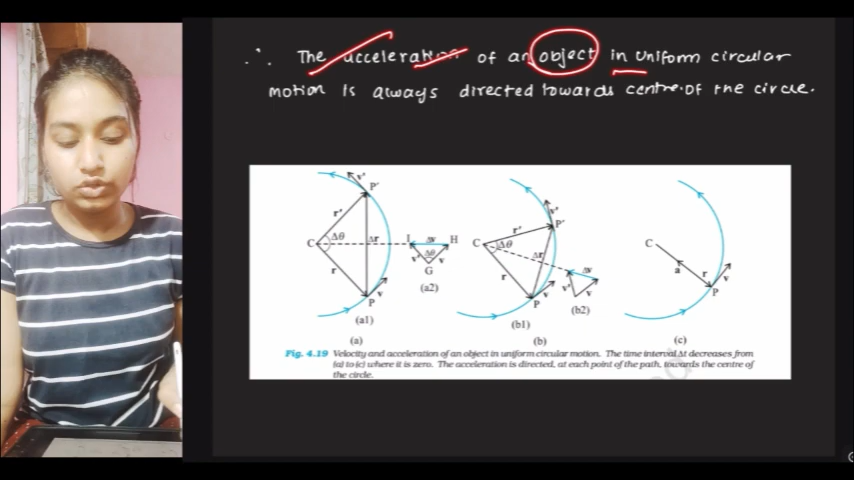 ∴ The acceleration of an object in uniform circular
motion is always directed towards centre of the circle.
v' P' r' C Δθ Δr r P v
I Δv H v' Δθ v G
(a1) (a2)
v' P' r' C Δθ Δr r P v
Δv v' v
(b1) (b2)
C a r P v
(a) (b) (c)
Fig. 4.19 Velocity and acceleration of an object in uniform circular motion. The time interval Δt decreases from
(a) to (c) where it is zero. The acceleration is directed, at each point of the path, towards the centre of
the circle.